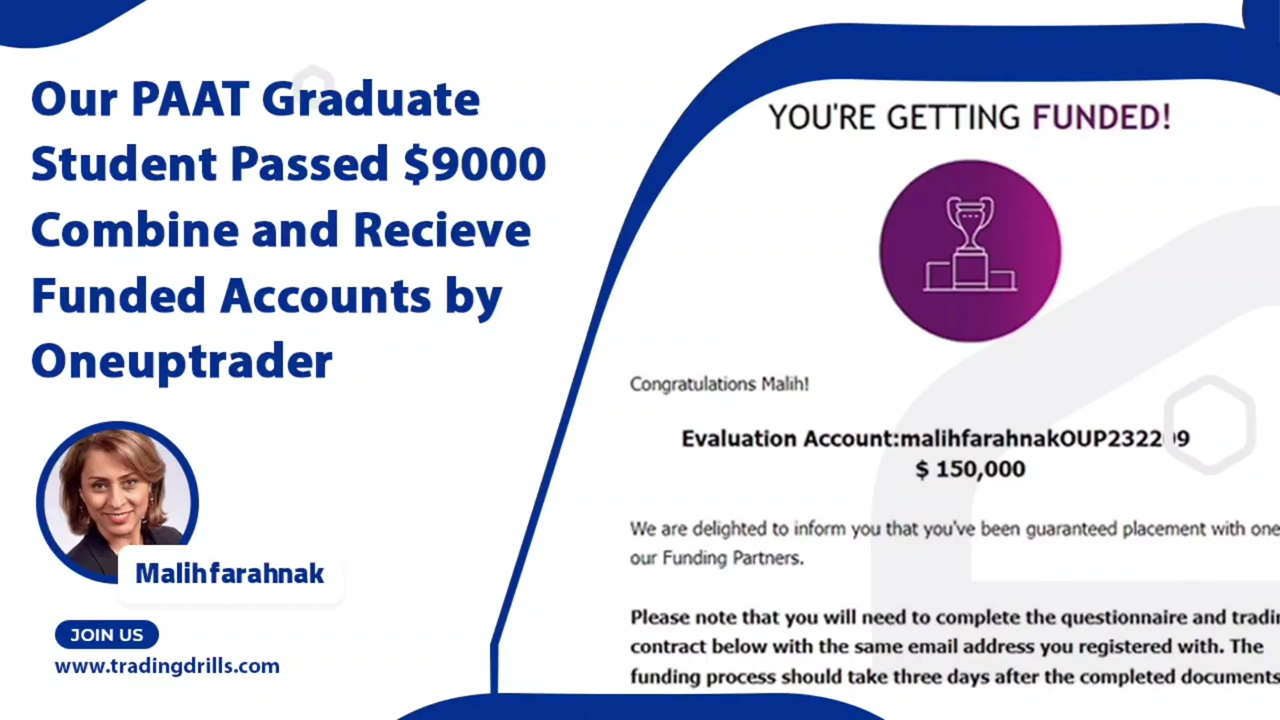 Our PAAT Graduate
Student Passed $9000
Combine and Recieve
Funded Accounts by
Oneuptrader
Malihfarahnak
JOIN US
www.tradingdrills.com
YOU'RE GETTING FUNDED!
Congratulations Malih!
Evaluation Account:malihfarahnakOUP2322 9
$ 150,000
We are delighted to inform you that you've been guaranteed placement with one
our Funding Partners.
Please note that you will need to complete the questionnaire and
contract below with the same email address you registered with. The
funding process should take three days after the completed documents